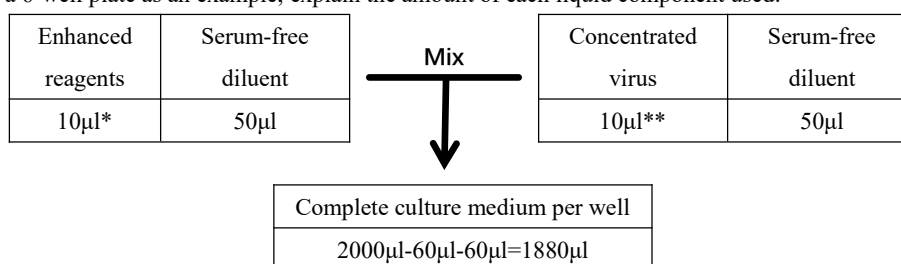 a 6-well plate as an example, explain the amount of each liquid component used.
Enhanced reagents
Serum-free diluent
10μl*
50μl
Mix
Concentrated virus
Serum-free diluent
10μl**
50μl
Complete culture medium per well
2000μl-60μl-60μl=1880μl